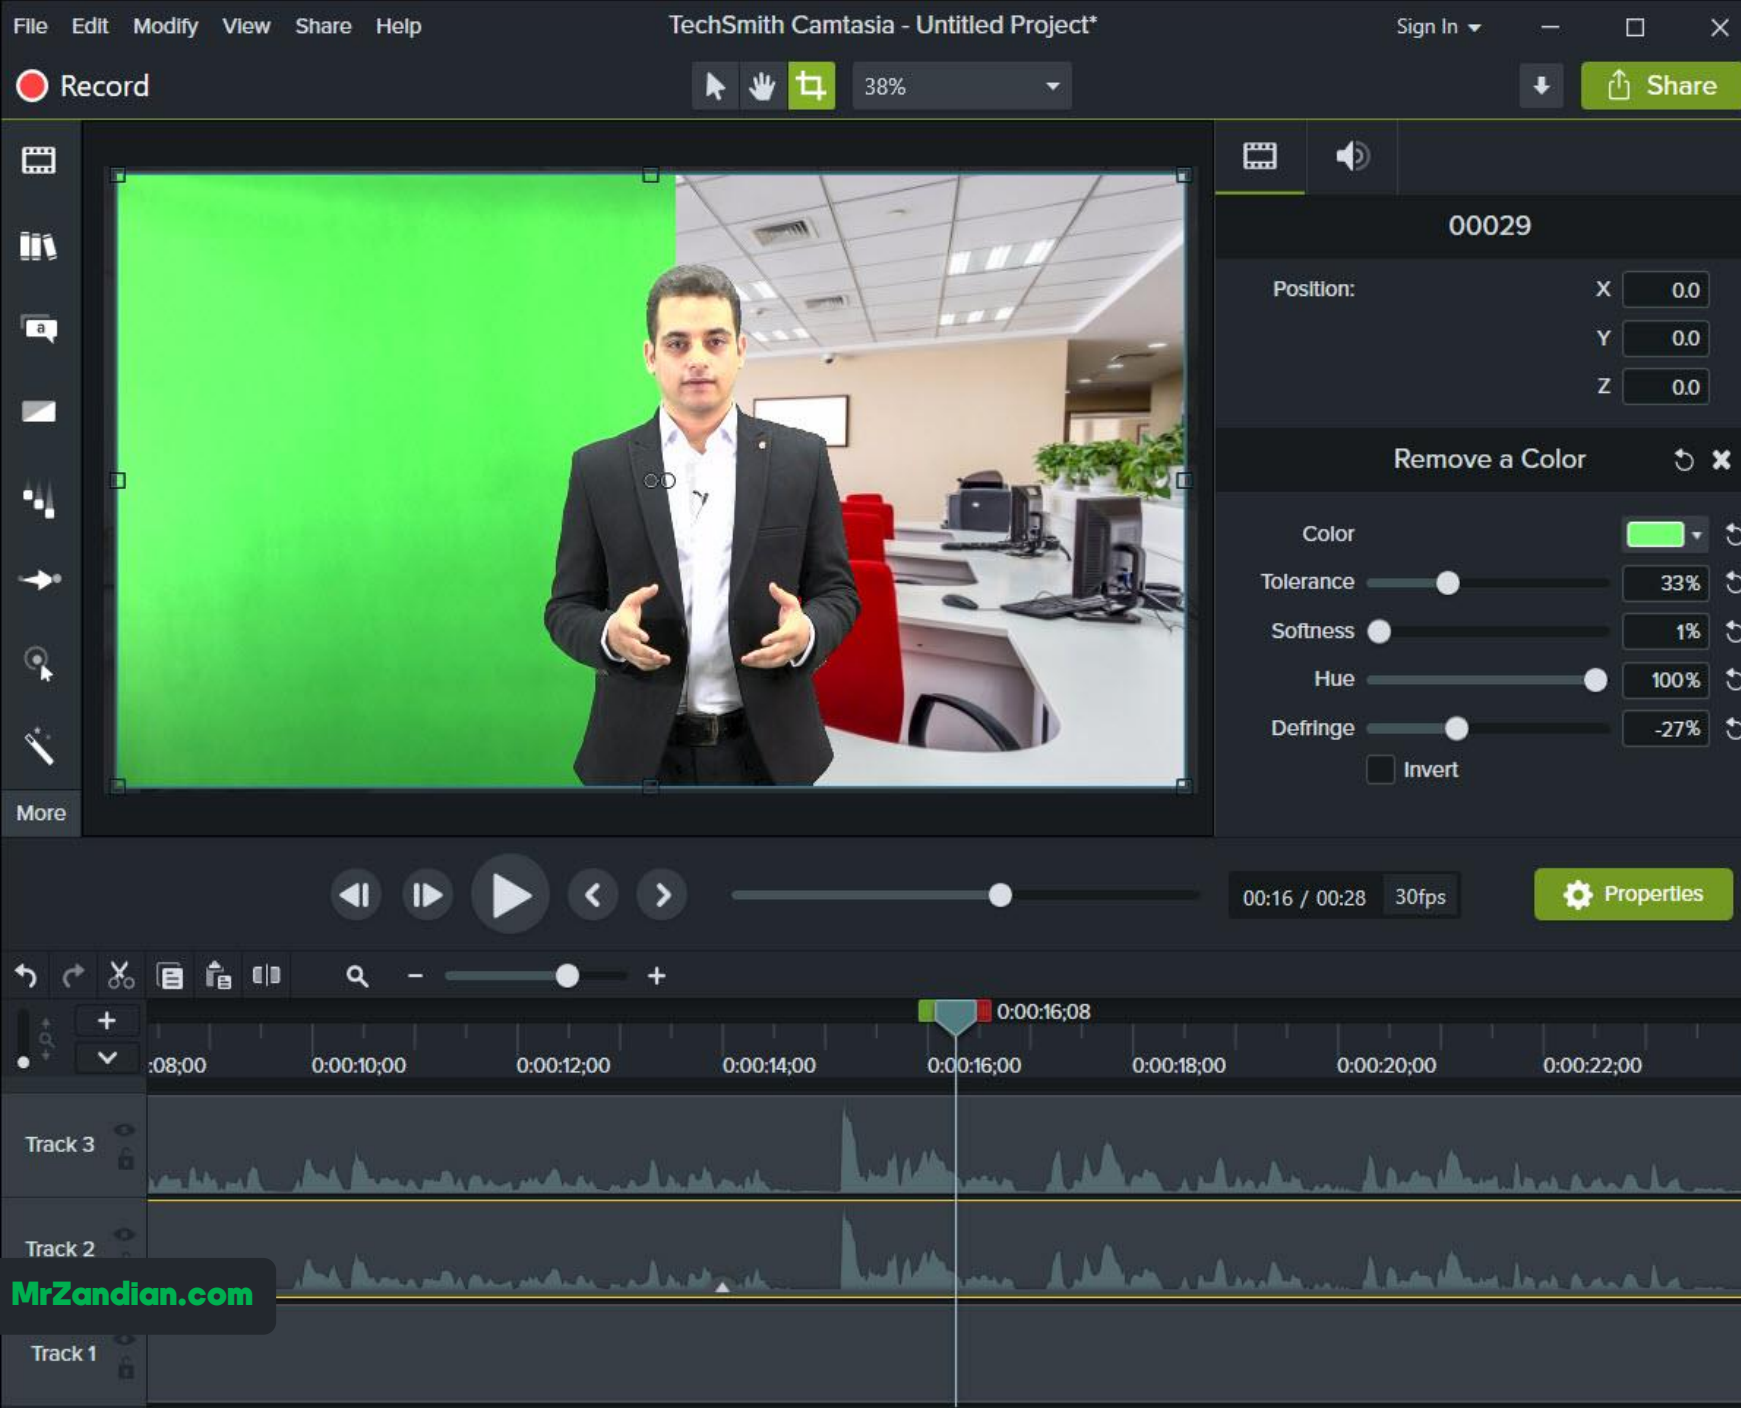 File Edit Modify View Share Help TechSmith Camtasia - Untitled Project* Sign In
Record 38% Share
00029
Position: X 0.0
Y 0.0
Z 0.0
Remove a Color
Color
Tolerance 33%
Softness 1%
Hue 100%
Defringe -27%
Invert
a
More
00:16 / 00:28 30fps Properties
0:00:16;08
:08;00 0:00:10;00 0:00:12;00 0:00:14;00 0:00:16;00 0:00:18;00 0:00:20;00 0:00:22;00
Track 3
Track 2
MrZandian.com
Track 1